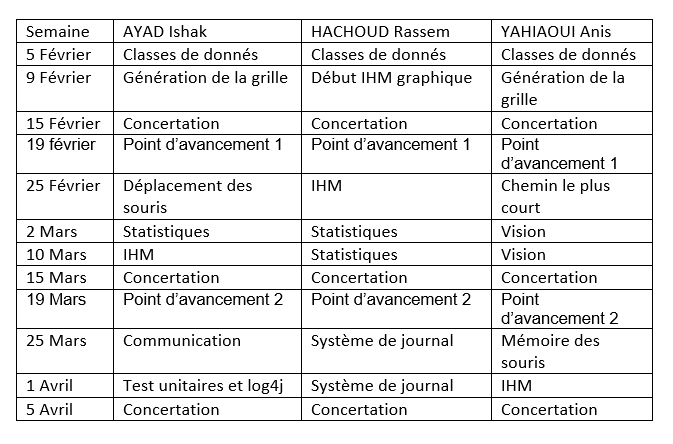 Semaine AYAD Ishak HACHOUD Rassem YAHIAOUI Anis
5 Février Classes de donnés Classes de donnés Classes de donnés
9 Février Génération de la grille Début IHM graphique Génération de la
grille
15 Février Concertation Concertation Concertation
19 février Point d’avancement 1 Point d’avancement 1 Point
d’avancement 1
25 Février Déplacement des IHM Chemin le plus
souris court
2 Mars Statistiques Statistiques Vision
10 Mars IHM Statistiques Vision
15 Mars Concertation Concertation Concertation
19 Mars Point d’avancement 2 Point d’avancement 2 Point
d’avancement 2
25 Mars Communication Système de journal Mémoire des
souris
1 Avril Test unitaires et log4j Système de journal IHM
5 Avril Concertation Concertation Concertation